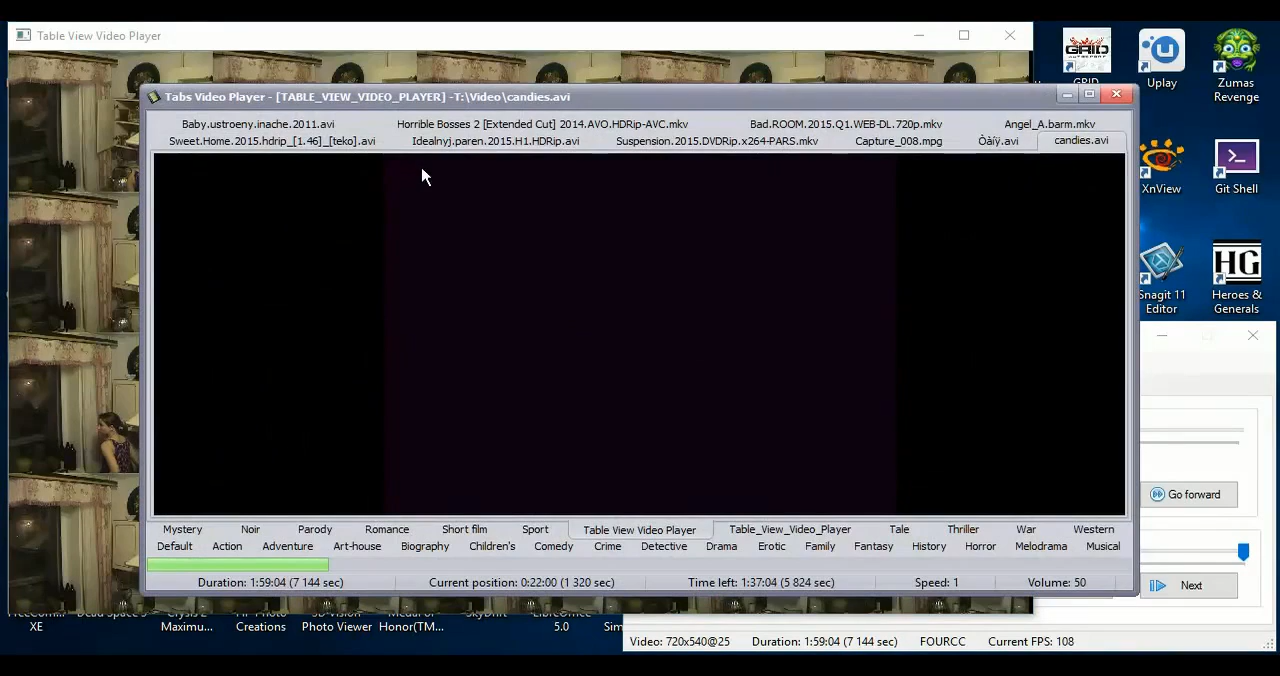 Table View Video Player
Tabs Video Player - [TABLE_VIEW_VIDEO_PLAYER] -T:\Video\candies.avi
Baby.ustroeny.inache.2011.avi Horrible Bosses 2 [Extended Cut] 2014.AVO.HDRip-AVC.mkv Bad.ROOM.2015.Q1.WEB-DL.720p.mkv Angel_A.barm.mkv
Sweet.Home.2015.hdrip_[1.46]_[teko].avi Idealnyj.paren.2015.H1.HDRip.avi Suspension.2015.DVDRip.x264-PARS.mkv Capture_008.mpg Òàíÿ.avi candies.avi
Mystery Noir Parody Romance Short film Sport Table View Video Player Table_View_Video_Player Tale Thriller War Western
Default Action Adventure Art-house Biography Children's Comedy Crime Detective Drama Erotic Family Fantasy History Horror Melodrama Musical
Duration: 1:59:04 (7 144 sec) Current position: 0:22:00 (1 320 sec) Time left: 1:37:04 (5 824 sec) Speed: 1 Volume: 50
GRID
GRID
Uplay
Zumas
Revenge
XnView
Git Shell
HG
Snagit 11
Editor
Heroes &
Generals
Go forward
Next
XE
Maximu...
Creations
Photo Viewer
Honor(TM...
5.0
Video: 720x540@25 Duration: 1:59:04 (7 144 sec) FOURCC Current FPS: 108